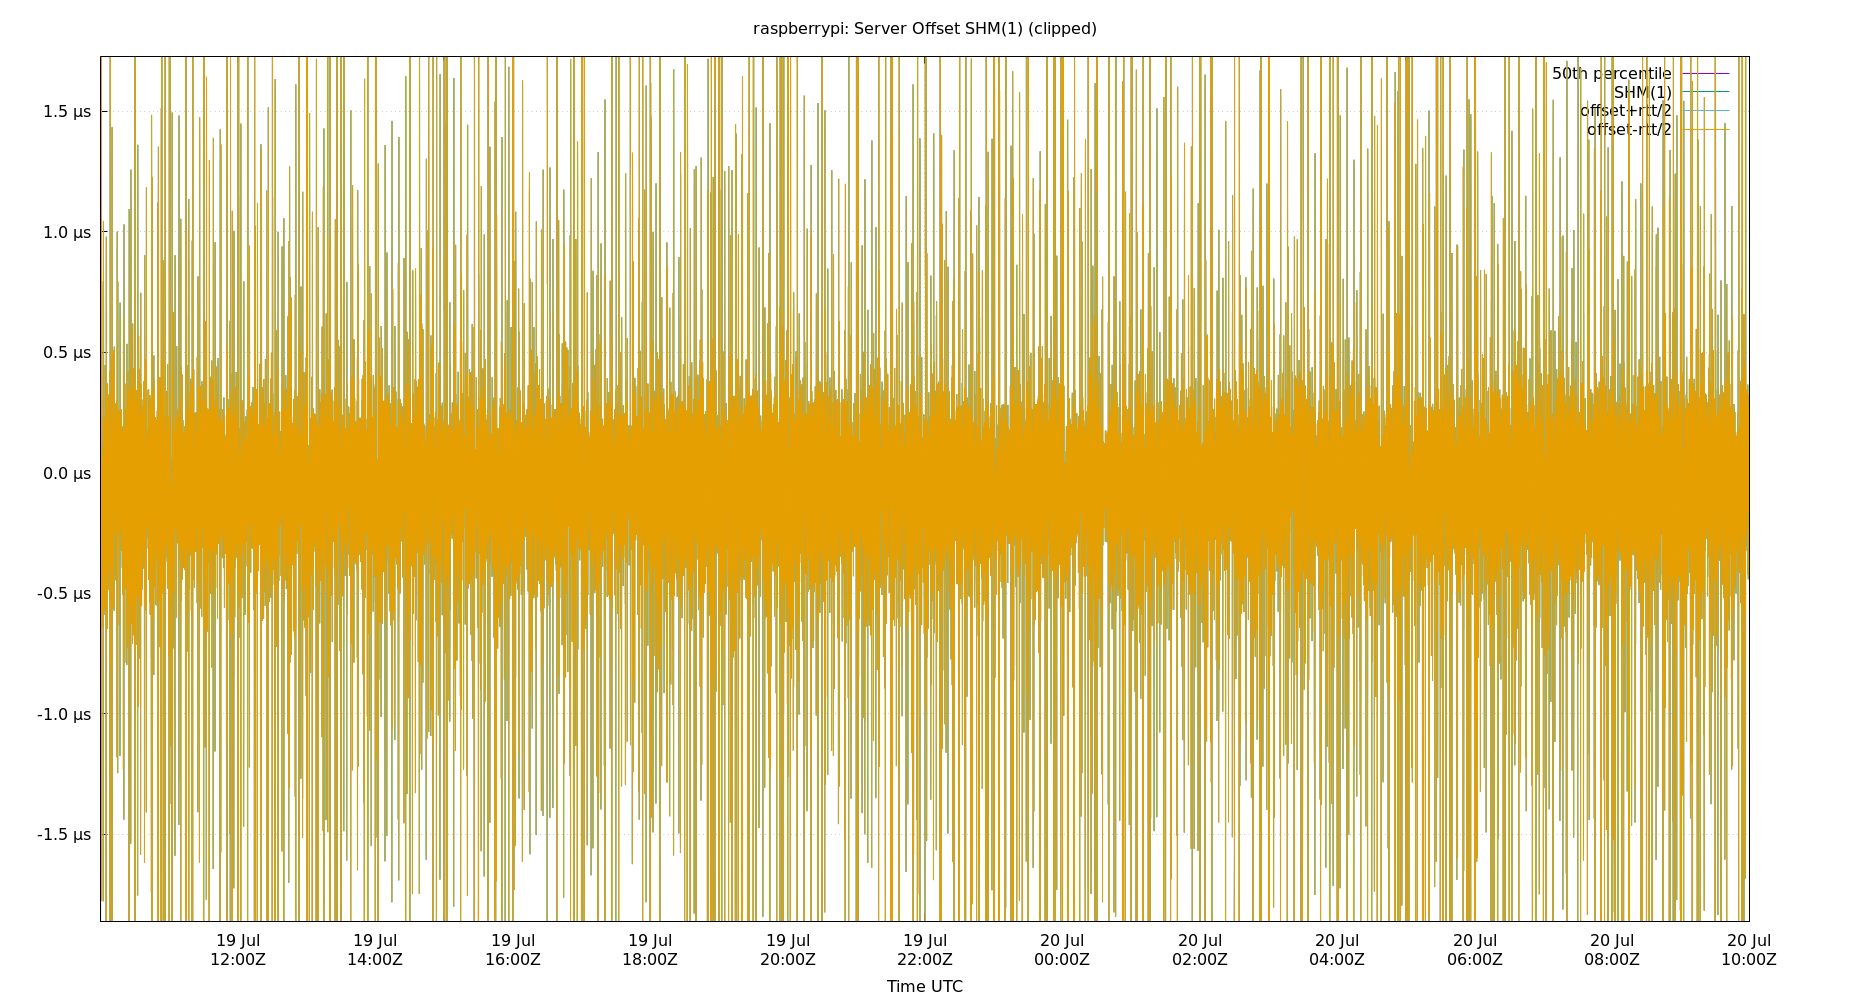 raspberrypi: Server Offset SHM(1) (clipped)
50th percentile
SHM(1)
offset+rtt/2
offset-rtt/2
1.5 µs
1.0 µs
0.5 µs
0.0 µs
-0.5 µs
-1.0 µs
-1.5 µs
19 Jul 19 Jul 19 Jul 19 Jul 19 Jul 19 Jul 20 Jul 20 Jul 20 Jul 20 Jul 20 Jul 20 Jul
12:00Z 14:00Z 16:00Z 18:00Z 20:00Z 22:00Z 00:00Z 02:00Z 04:00Z 06:00Z 08:00Z 10:00Z
Time UTC